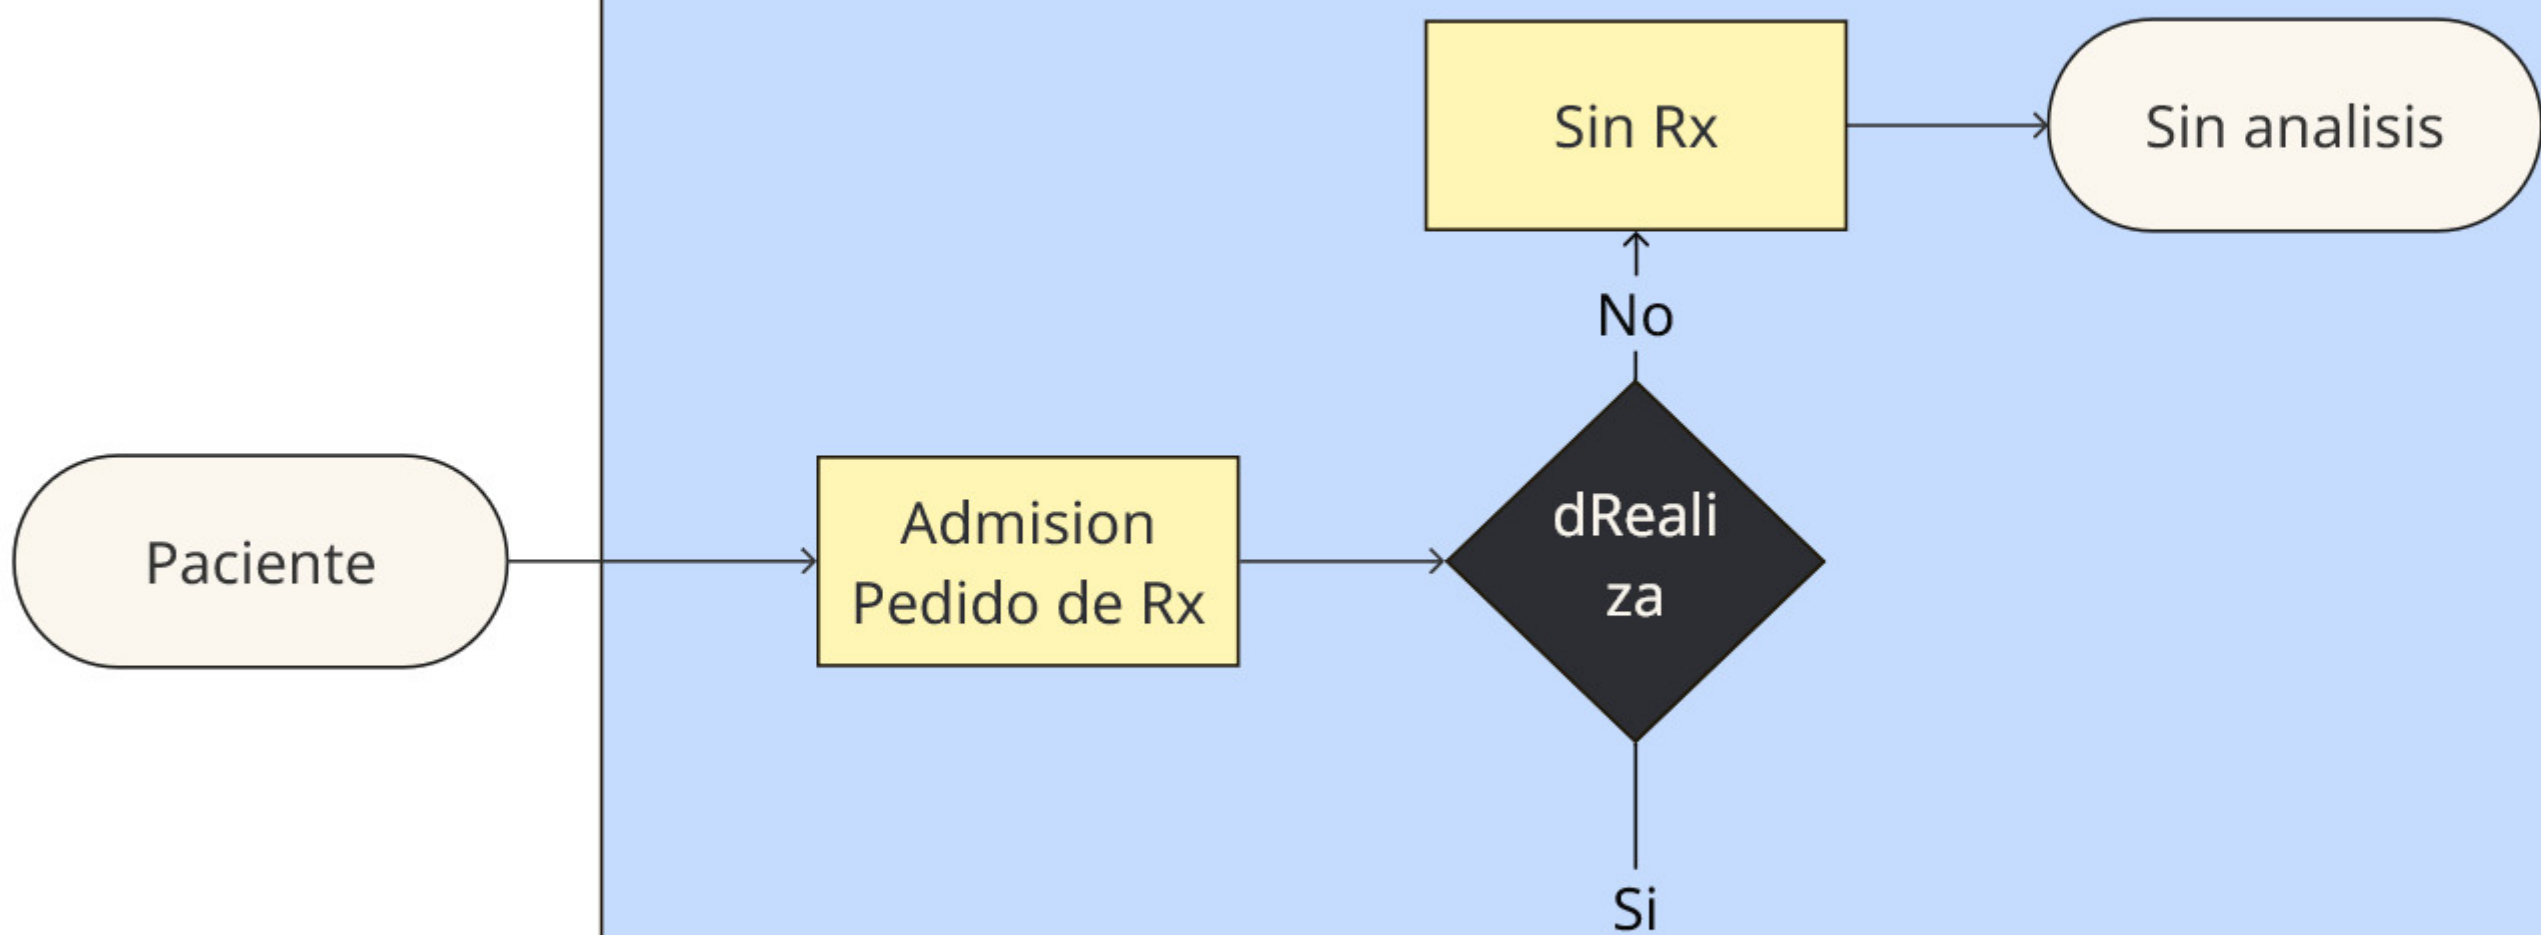 Sin Rx
Sin analisis
No
Paciente
Admision
Pedido de Rx
dReali
za
Si